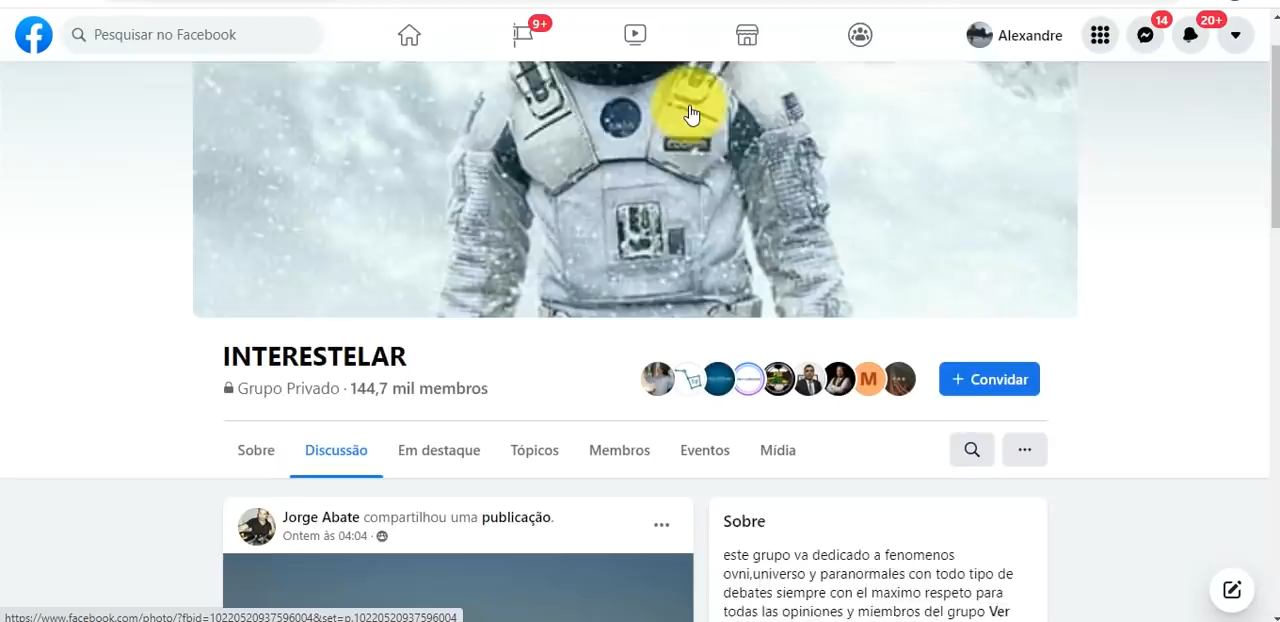 Pesquisar no Facebook
9+
Alexandre
14
20+
INTERESTELAR
Grupo Privado · 144,7 mil membros
+ Convidar
Sobre
Discussão
Em destaque
Tópicos
Membros
Eventos
Mídia
Jorge Abate compartilhou uma publicação.
Ontem às 04:04 ·
Sobre
este grupo va dedicado a fenomenos
ovni,universo y paranormales con todo tipo de
debates siempre con el maximo respeto para
todas las opiniones y miembros del grupo Ver
https://www.facebook.com/photo/?fbid=10220520937596004&set=p.10220520937596004